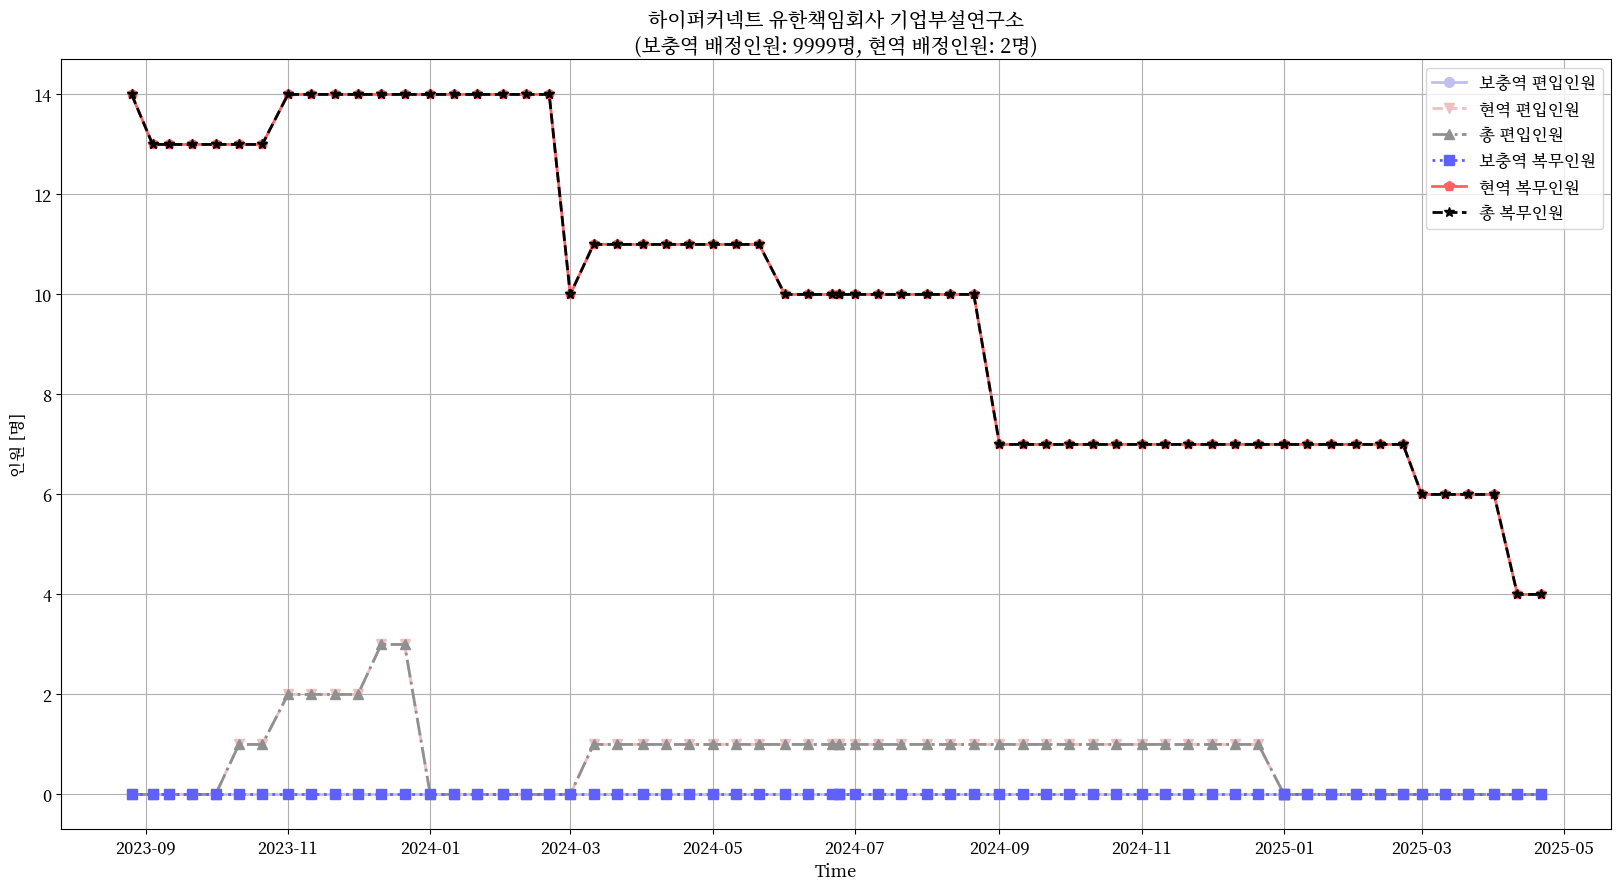 하이퍼커넥트 유한책임회사 기업부설연구소
(보충역 배정인원: 9999명, 현역 배정인원: 2명)
보충역 편입인원
현역 편입인원
총 편입인원
보충역 복무인원
현역 복무인원
총 복무인원
인원 [명]
14
12
10
8
6
4
2
0
2023-09
2023-11
2024-01
2024-03
2024-05
2024-07
2024-09
2024-11
2025-01
2025-03
2025-05
Time